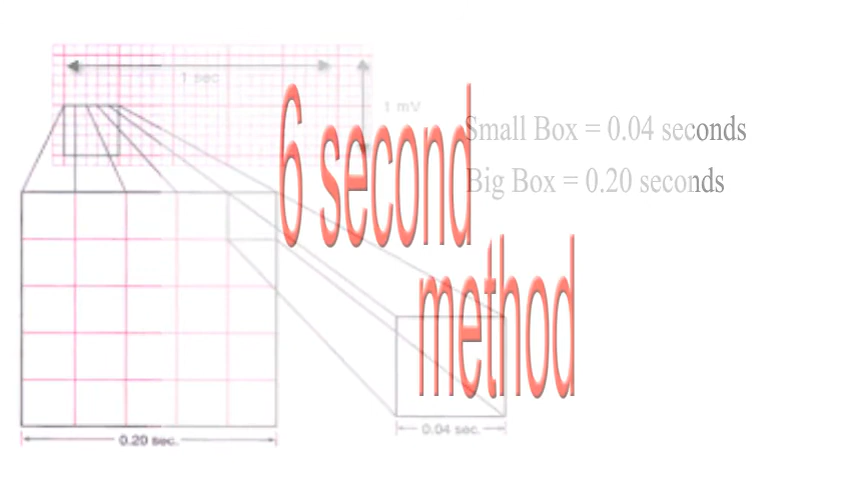 1 sec
1 mV
6 second
method
Small Box = 0.04 seconds
Big Box = 0.20 seconds
0.20 sec.
0.04 sec.